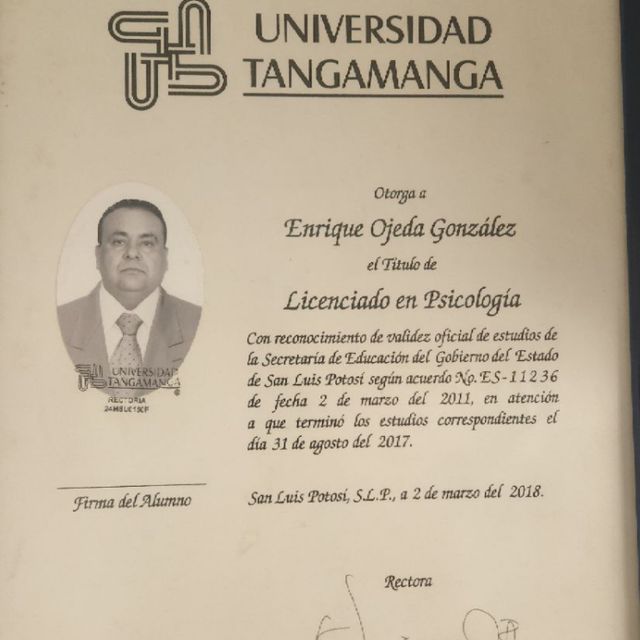 UNIVERSIDAD
TANGAMANGA
Otorga a
Enrique Ojeda González
el Título de
Licenciado en Psicología
Con reconocimiento de validez oficial de estudios de
la Secretaría de Educación del Gobierno del Estado
de San Luis Potosí según acuerdo No. ES-11236
de fecha 2 de marzo del 2011, en atención
a que terminó los estudios correspondientes el
día 31 de agosto del 2017.
UNIVERSIDAD
TANGAMANGA
RECTORIA
Firma del Alumno
San Luis Potosí, S.L.P., a 2 de marzo del 2018.
Rectora